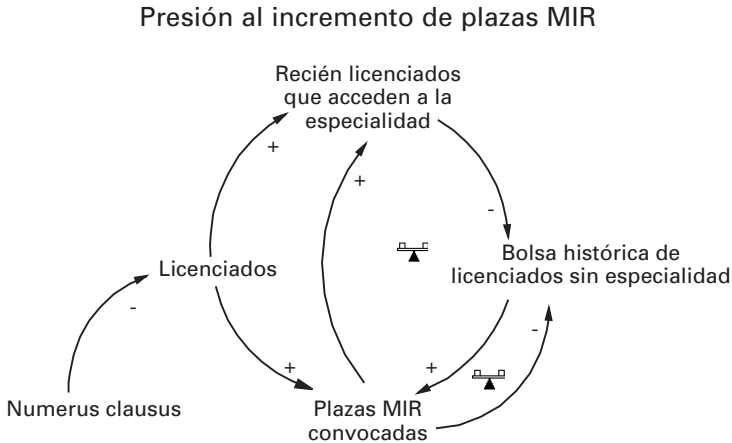 Presión al incremento de plazas MIR
Recién licenciados
que acceden a la
especialidad
+
+
-
Bolsa histórica de
licenciados sin especialidad
Licenciados
-
-
+
+
Numerus clausus
Plazas MIR
convocadas